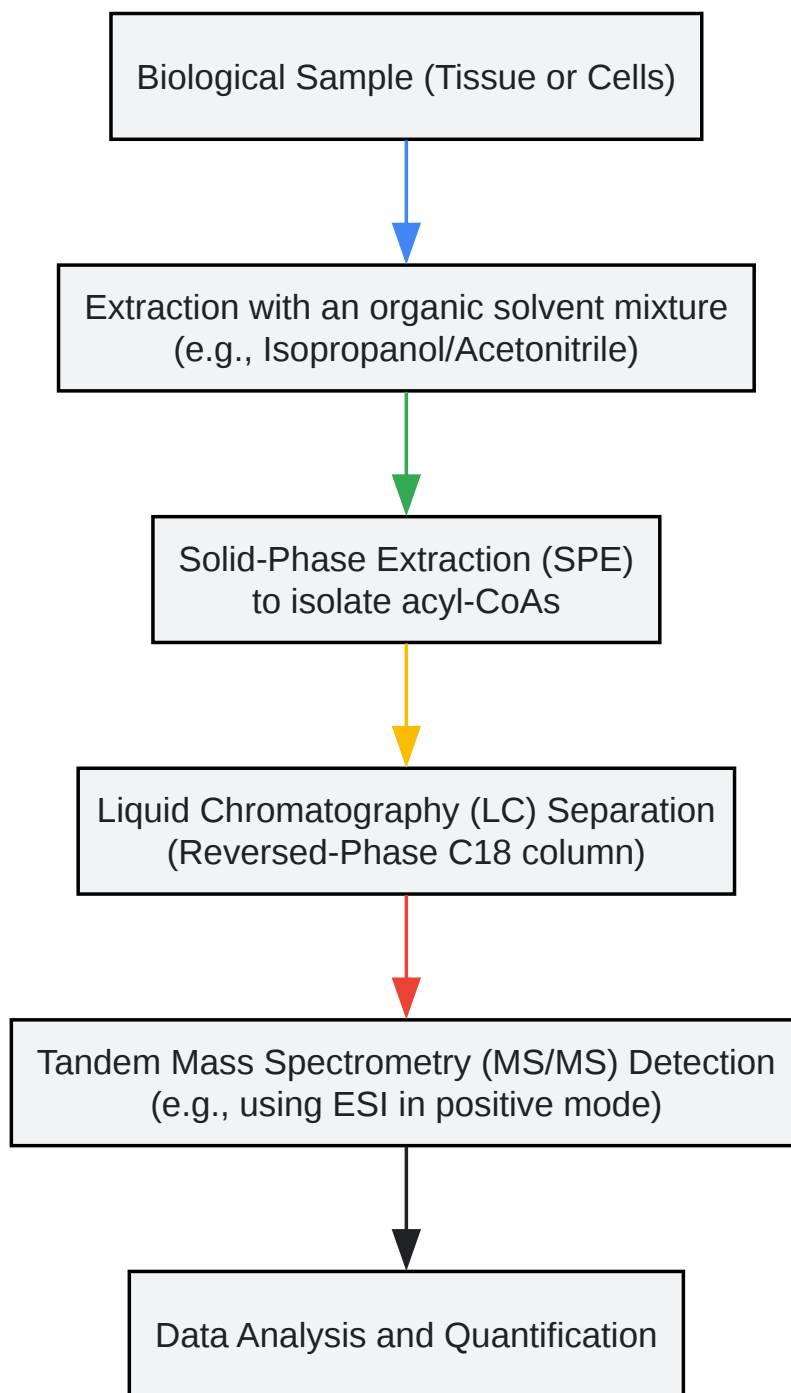 Biological Sample (Tissue or Cells)
Extraction with an organic solvent mixture
(e.g., Isopropanol/Acetonitrile)
Solid-Phase Extraction (SPE)
to isolate acyl-CoAs
Liquid Chromatography (LC) Separation
(Reversed-Phase C18 column)
Tandem Mass Spectrometry (MS/MS) Detection
(e.g., using ESI in positive mode)
Data Analysis and Quantification